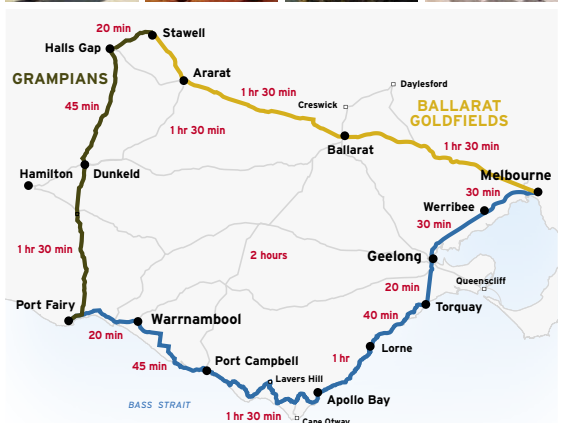 20 min
Stawell
Halls Gap
GRAMPIANS
Ararat
Daylesford
1 hr 30 min
Creswick
BALLARAT
GOLDFIELDS
45 min
1 hr 30 min
Ballarat
1 hr 30 min
Hamilton
Dunkeld
Melbourne
30 min
Werribee
30 min
1 hr 30 min
2 hours
Geelong
20 min
Queenscliff
Port Fairy
Warrnambool
40 min
Torquay
20 min
Lorne
45 min
Port Campbell
1 hr
Lavers Hill
Apollo Bay
BASS STRAIT
1 hr 30 min
Cape Otway